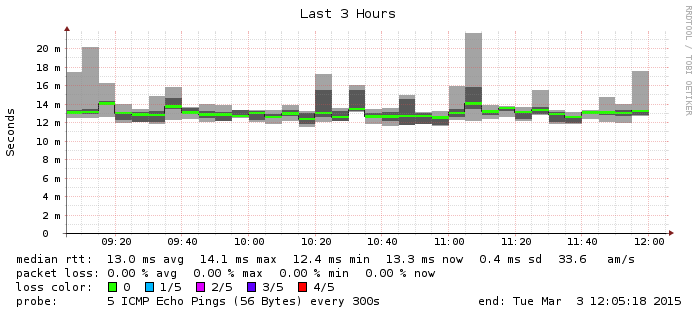 Last 3 Hours
RRDTOOL / TOBI OETIKER
Seconds
20 m
18 m
16 m
14 m
12 m
10 m
8 m
6 m
4 m
2 m
0
09:20 09:40 10:00 10:20 10:40 11:00 11:20 11:40 12:00
median rtt: 13.0 ms avg 14.1 ms max 12.4 ms min 13.3 ms now 0.4 ms sd 33.6 am/s
packet loss: 0.00 % avg 0.00 % max 0.00 % min 0.00 % now
loss color: 0 1/5 2/5 3/5 4/5
probe: 5 ICMP Echo Pings (56 Bytes) every 300s end: Tue Mar 3 12:05:18 2015